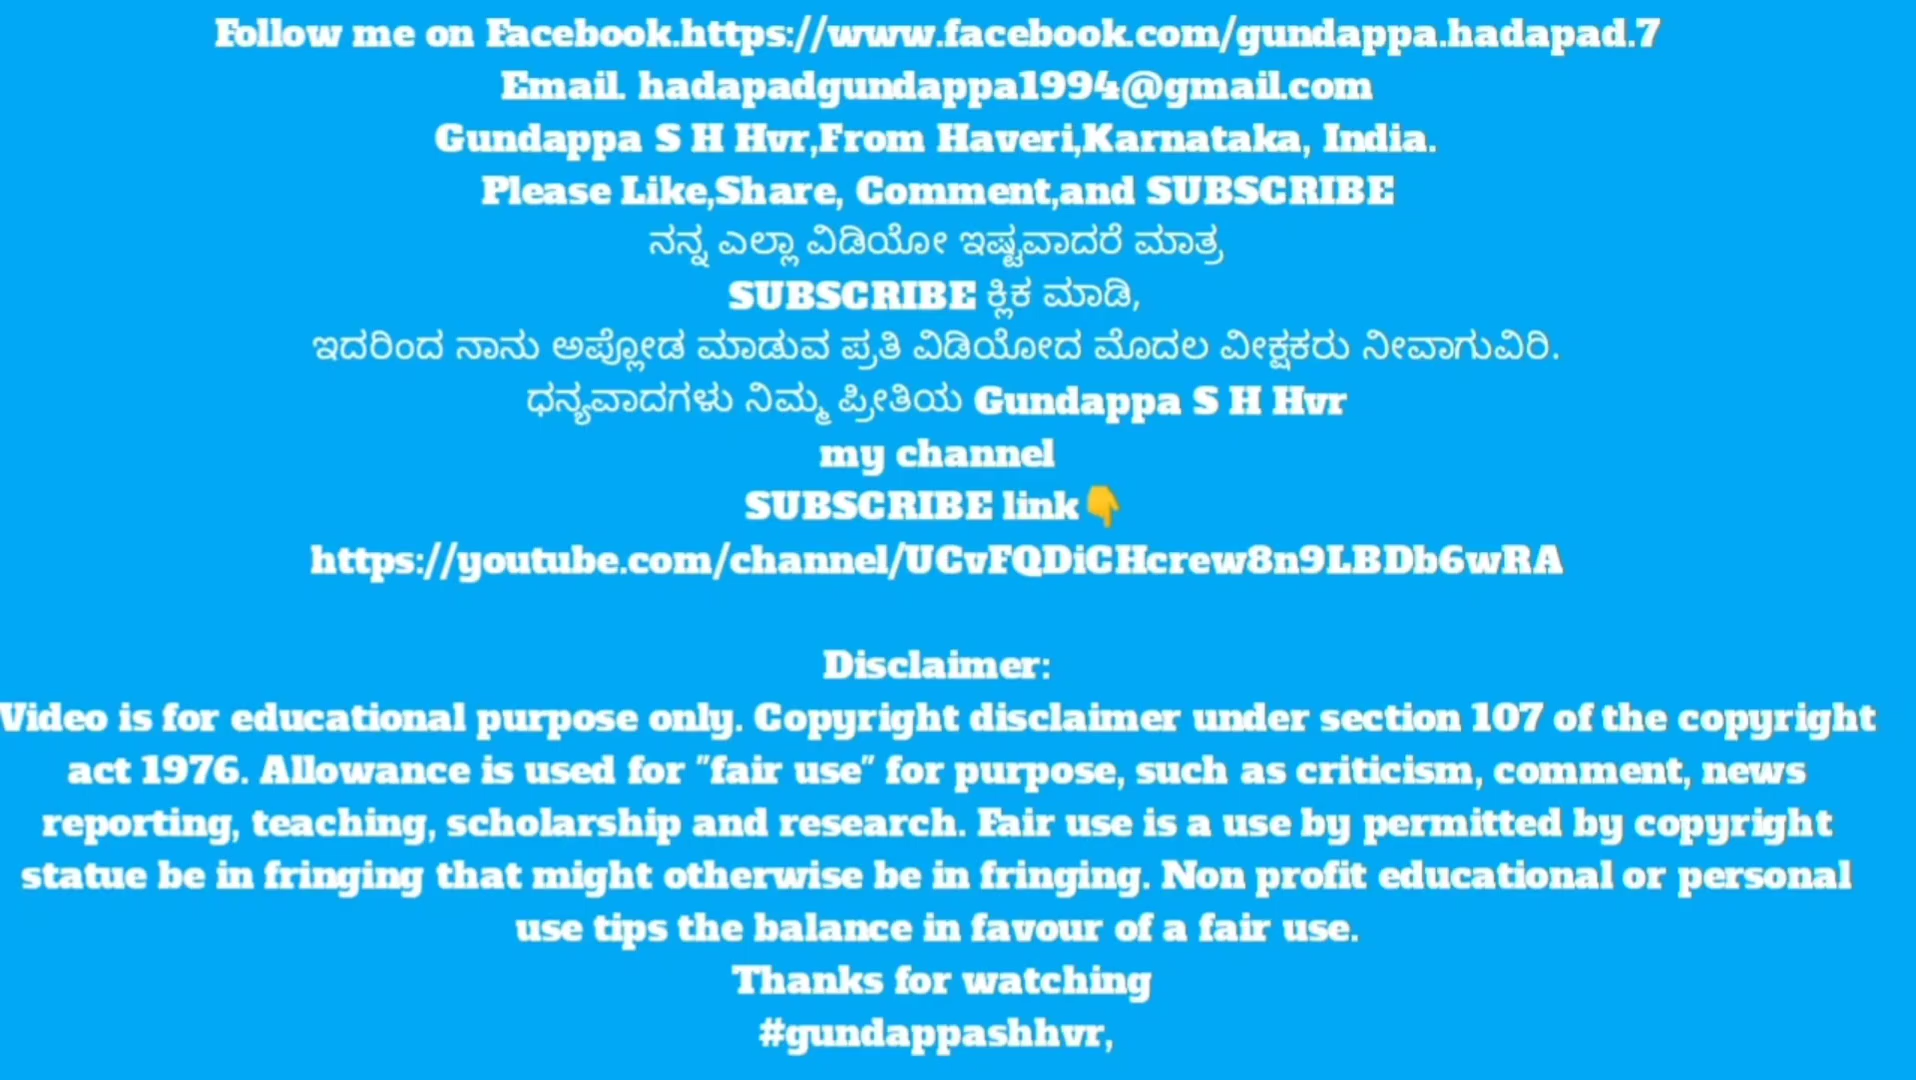 Follow me on Facebook.https://www.facebook.com/gundappa.hadapad.7
Email. hadapadgundappa1994@gmail.com
Gundappa S H Hvr,From Haveri,Karnataka, India.
Please Like,Share, Comment,and SUBSCRIBE
ನನ್ನ ಎಲ್ಲಾ ವಿಡಿಯೋ ಇಷ್ಟವಾದರೆ ಮಾತ್ರ
SUBSCRIBE ಕ್ಲಿಕ ಮಾಡಿ,
ಇದರಿಂದ ನಾನು ಅಪ್ಲೋಡ ಮಾಡುವ ಪ್ರತಿ ವಿಡಿಯೋದ ಮೊದಲ ವೀಕ್ಷಕರು ನೀವಾಗುವಿರಿ.
ಧನ್ಯವಾದಗಳು ನಿಮ್ಮ ಪ್ರೀತಿಯ Gundappa S H Hvr
my channel
SUBSCRIBE link👇
https://youtube.com/channel/UCvFQDiCHcrew8n9LBDb6wRA
Disclaimer:
Video is for educational purpose only. Copyright disclaimer under section 107 of the copyright
act 1976. Allowance is used for "fair use" for purpose, such as criticism, comment, news
reporting, teaching, scholarship and research. Fair use is a use by permitted by copyright
statue be in fringing that might otherwise be in fringing. Non profit educational or personal
use tips the balance in favour of a fair use.
Thanks for watching
#gundappashhvr,